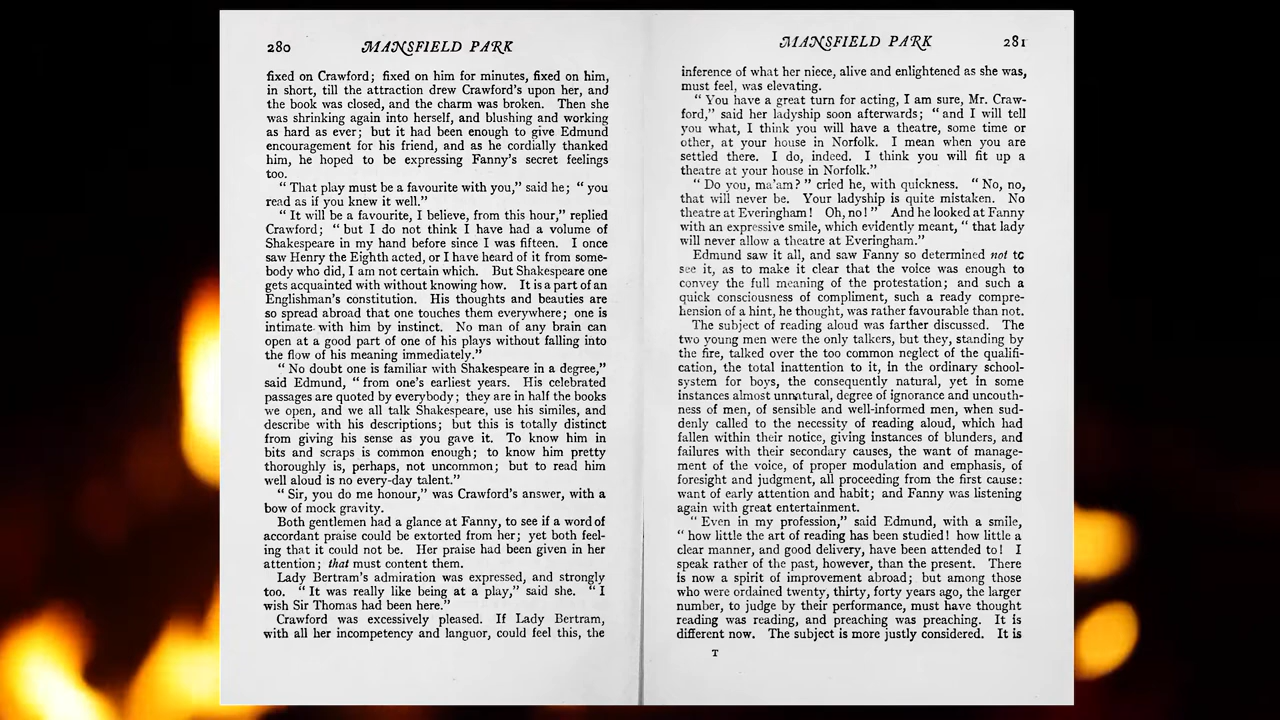 280 MANSFIELD PARK
fixed on Crawford; fixed on him for minutes, fixed on him,
in short, till the attraction drew Crawford's upon her, and
the book was closed, and the charm was broken. Then she
was shrinking again into herself, and blushing and working
as hard as ever; but it had been enough to give Edmund
encouragement for his friend, and as he cordially thanked
him, he hoped to be expressing Fanny's secret feelings
too.
“ That play must be a favourite with you,” said he; “ you
read as if you knew it well.”
“ It will be a favourite, I believe, from this hour,” replied
Crawford; “ but I do not think I have had a volume of
Shakespeare in my hand before since I was fifteen. I once
saw Henry the Eighth acted, or I have heard of it from some-
body who did, I am not certain which. But Shakespeare one
gets acquainted with without knowing how. It is a part of an
Englishman's constitution. His thoughts and beauties are
so spread abroad that one touches them everywhere; one is
intimate with him by instinct. No man of any brain can
open at a good part of one of his plays without falling into
the flow of his meaning immediately.”
“ No doubt one is familiar with Shakespeare in a degree,”
said Edmund, “ from one's earliest years. His celebrated
passages are quoted by everybody; they are in half the books
we open, and we all talk Shakespeare, use his similes, and
describe with his descriptions; but this is totally distinct
from giving his sense as you gave it. To know him in
bits and scraps is common enough; to know him pretty
thoroughly is, perhaps, not uncommon; but to read him
well aloud is no every-day talent.”
“ Sir, you do me honour,” was Crawford's answer, with a
bow of mock gravity.
Both gentlemen had a glance at Fanny, to see if a word of
accordant praise could be extorted from her; yet both feel-
ing that it could not be. Her praise had been given in her
attention; that must content them.
Lady Bertram's admiration was expressed, and strongly
too. “ It was really like being at a play,” said she. “ I
wish Sir Thomas had been here.”
Crawford was excessively pleased. If Lady Bertram,
with all her incompetency and languor, could feel this, the
MANSFIELD PARK 281
inference of what her niece, alive and enlightened as she was,
must feel, was elevating.
“ You have a great turn for acting, I am sure, Mr. Craw-
ford,” said her ladyship soon afterwards; “ and I will tell
you what, I think you will have a theatre, some time or
other, at your house in Norfolk. I mean when you are
settled there. I do, indeed. I think you will fit up a
theatre at your house in Norfolk.”
“ Do you, ma'am? ” cried he, with quickness. “ No, no,
that will never be. Your ladyship is quite mistaken. No
theatre at Everingham! Oh, no! ” And he looked at Fanny
with an expressive smile, which evidently meant, “ that lady
will never allow a theatre at Everingham.”
Edmund saw it all, and saw Fanny so determined not to
see it, as to make it clear that the voice was enough to
convey the full meaning of the protestation; and such a
quick consciousness of compliment, such a ready compre-
hension of a hint, he thought, was rather favourable than not.
The subject of reading aloud was farther discussed. The
two young men were the only talkers, but they, standing by
the fire, talked over the too common neglect of the qualifi-
cation, the total inattention to it, in the ordinary school-
system for boys, the consequently natural, yet in some
instances almost unnatural, degree of ignorance and uncouth-
ness of men, of sensible and well-informed men, when sud-
denly called to the necessity of reading aloud, which had
fallen within their notice, giving instances of blunders, and
failures with their secondary causes, the want of manage-
ment of the voice, of proper modulation and emphasis, of
foresight and judgment, all proceeding from the first cause:
want of early attention and habit; and Fanny was listening
again with great entertainment.
“ Even in my profession,” said Edmund, with a smile,
“ how little the art of reading has been studied! how little a
clear manner, and good delivery, have been attended to! I
speak rather of the past, however, than the present. There
is now a spirit of improvement abroad; but among those
who were ordained twenty, thirty, forty years ago, the larger
number, to judge by their performance, must have thought
reading was reading, and preaching was preaching. It is
different now. The subject is more justly considered. It is
T